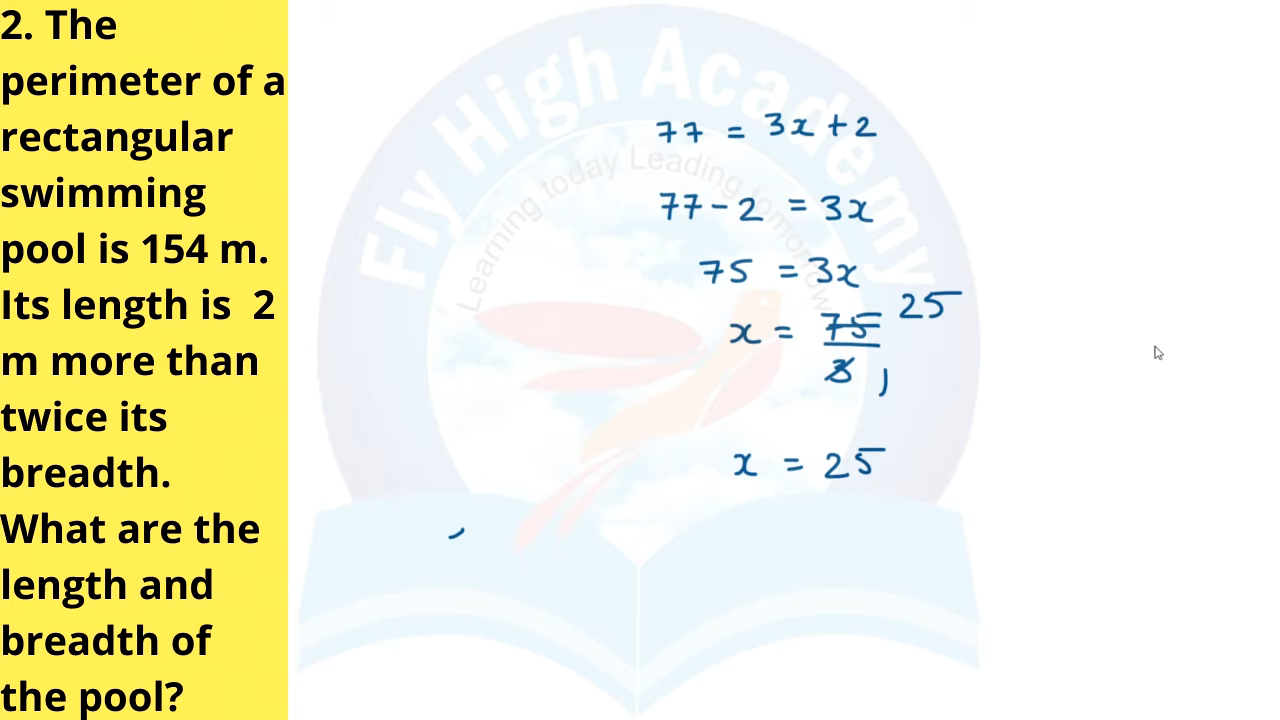 2. The
perimeter of a
rectangular
swimming
pool is 154 m.
Its length is 2
m more than
twice its
breadth.
What are the
length and
breadth of
the pool?
Fly High Academy
Learning today Leading tomorrow
77 = 3x + 2
77 - 2 = 3x
75 = 3x
x = 75/3 25 1
x = 25